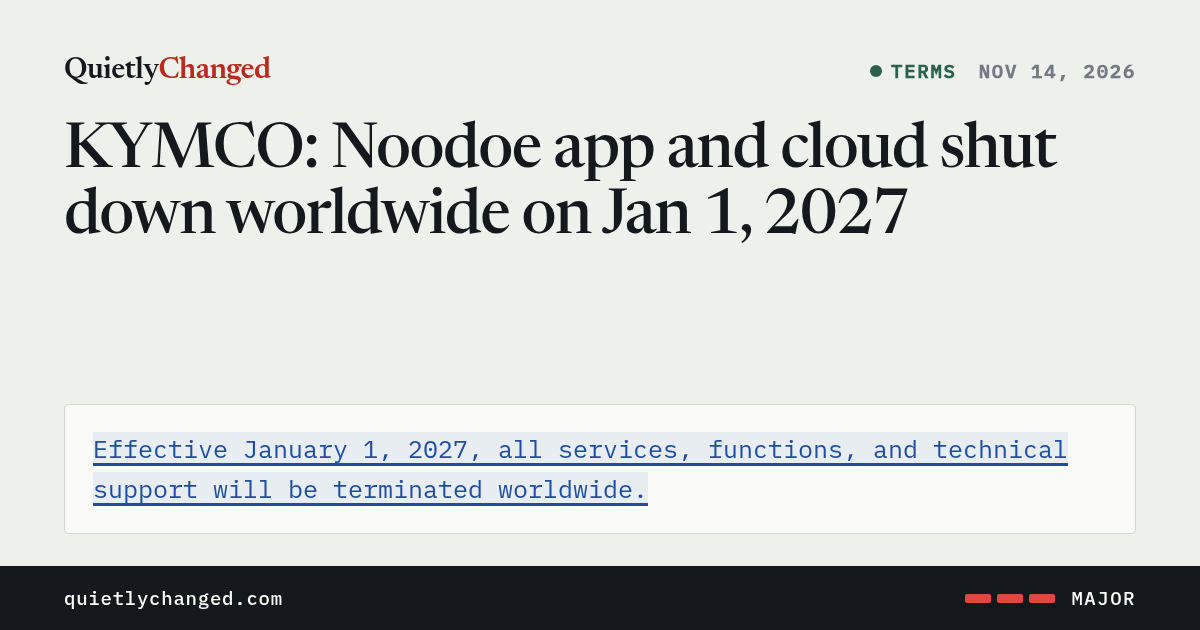 QuietlyChanged
TERMS NOV 14, 2026
KYMCO: Noodoe app and cloud shut
down worldwide on Jan 1, 2027
Effective January 1, 2027, all services, functions, and technical
support will be terminated worldwide.
quietlychanged.com
MAJOR